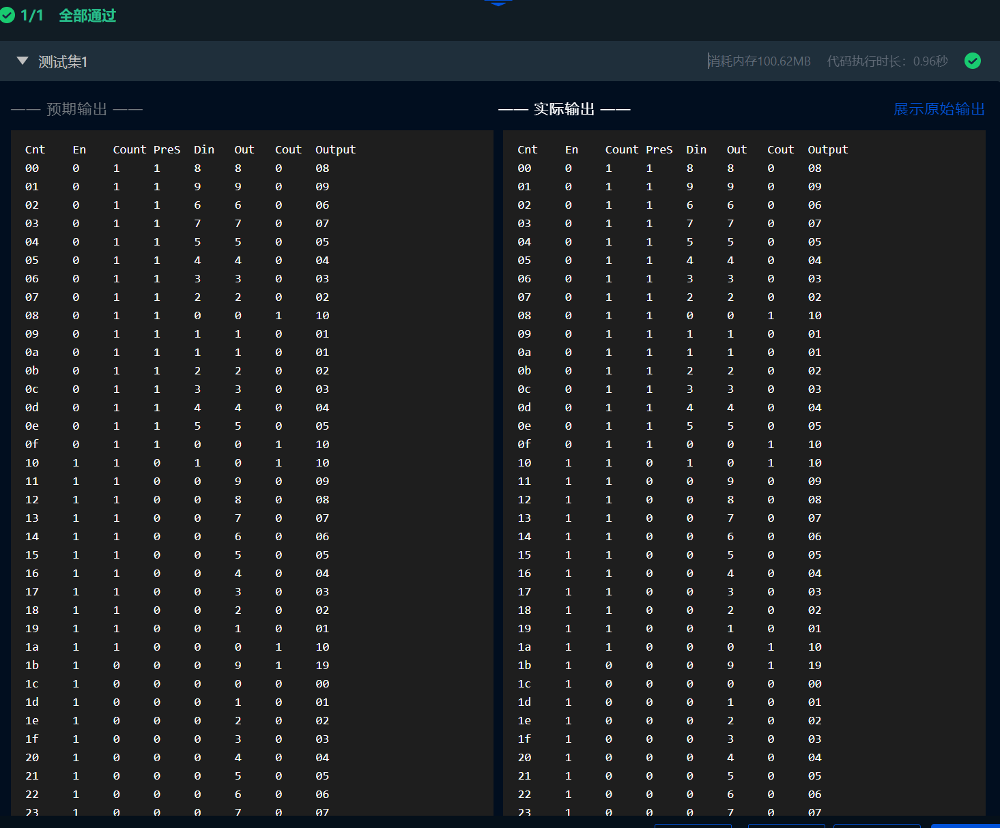 1/1 全部通过
测试集1 消耗内存100.62MB 代码执行时长：0.96秒
—— 预期输出 ——
Cnt En Count PreS Din Out Cout Output
00 0 1 1 8 8 0 08
01 0 1 1 9 9 0 09
02 0 1 1 6 6 0 06
03 0 1 1 7 7 0 07
04 0 1 1 5 5 0 05
05 0 1 1 4 4 0 04
06 0 1 1 3 3 0 03
07 0 1 1 2 2 0 02
08 0 1 1 0 0 1 10
09 0 1 1 1 1 0 01
0a 0 1 1 1 1 0 01
0b 0 1 1 2 2 0 02
0c 0 1 1 3 3 0 03
0d 0 1 1 4 4 0 04
0e 0 1 1 5 5 0 05
0f 0 1 1 0 0 1 10
10 1 1 0 1 0 1 10
11 1 1 0 0 9 0 09
12 1 1 0 0 8 0 08
13 1 1 0 0 7 0 07
14 1 1 0 0 6 0 06
15 1 1 0 0 5 0 05
16 1 1 0 0 4 0 04
17 1 1 0 0 3 0 03
18 1 1 0 0 2 0 02
19 1 1 0 0 1 0 01
1a 1 1 0 0 0 1 10
1b 1 0 0 0 9 1 19
1c 1 0 0 0 0 0 00
1d 1 0 0 0 1 0 01
1e 1 0 0 0 2 0 02
1f 1 0 0 0 3 0 03
20 1 0 0 0 4 0 04
21 1 0 0 0 5 0 05
22 1 0 0 0 6 0 06
23 1 0 0 0 7 0 07
—— 实际输出 —— 展示原始输出
Cnt En Count PreS Din Out Cout Output
00 0 1 1 8 8 0 08
01 0 1 1 9 9 0 09
02 0 1 1 6 6 0 06
03 0 1 1 7 7 0 07
04 0 1 1 5 5 0 05
05 0 1 1 4 4 0 04
06 0 1 1 3 3 0 03
07 0 1 1 2 2 0 02
08 0 1 1 0 0 1 10
09 0 1 1 1 1 0 01
0a 0 1 1 1 1 0 01
0b 0 1 1 2 2 0 02
0c 0 1 1 3 3 0 03
0d 0 1 1 4 4 0 04
0e 0 1 1 5 5 0 05
0f 0 1 1 0 0 1 10
10 1 1 0 1 0 1 10
11 1 1 0 0 9 0 09
12 1 1 0 0 8 0 08
13 1 1 0 0 7 0 07
14 1 1 0 0 6 0 06
15 1 1 0 0 5 0 05
16 1 1 0 0 4 0 04
17 1 1 0 0 3 0 03
18 1 1 0 0 2 0 02
19 1 1 0 0 1 0 01
1a 1 1 0 0 0 1 10
1b 1 0 0 0 9 1 19
1c 1 0 0 0 0 0 00
1d 1 0 0 0 1 0 01
1e 1 0 0 0 2 0 02
1f 1 0 0 0 3 0 03
20 1 0 0 0 4 0 04
21 1 0 0 0 5 0 05
22 1 0 0 0 6 0 06
23 1 0 0 0 7 0 07